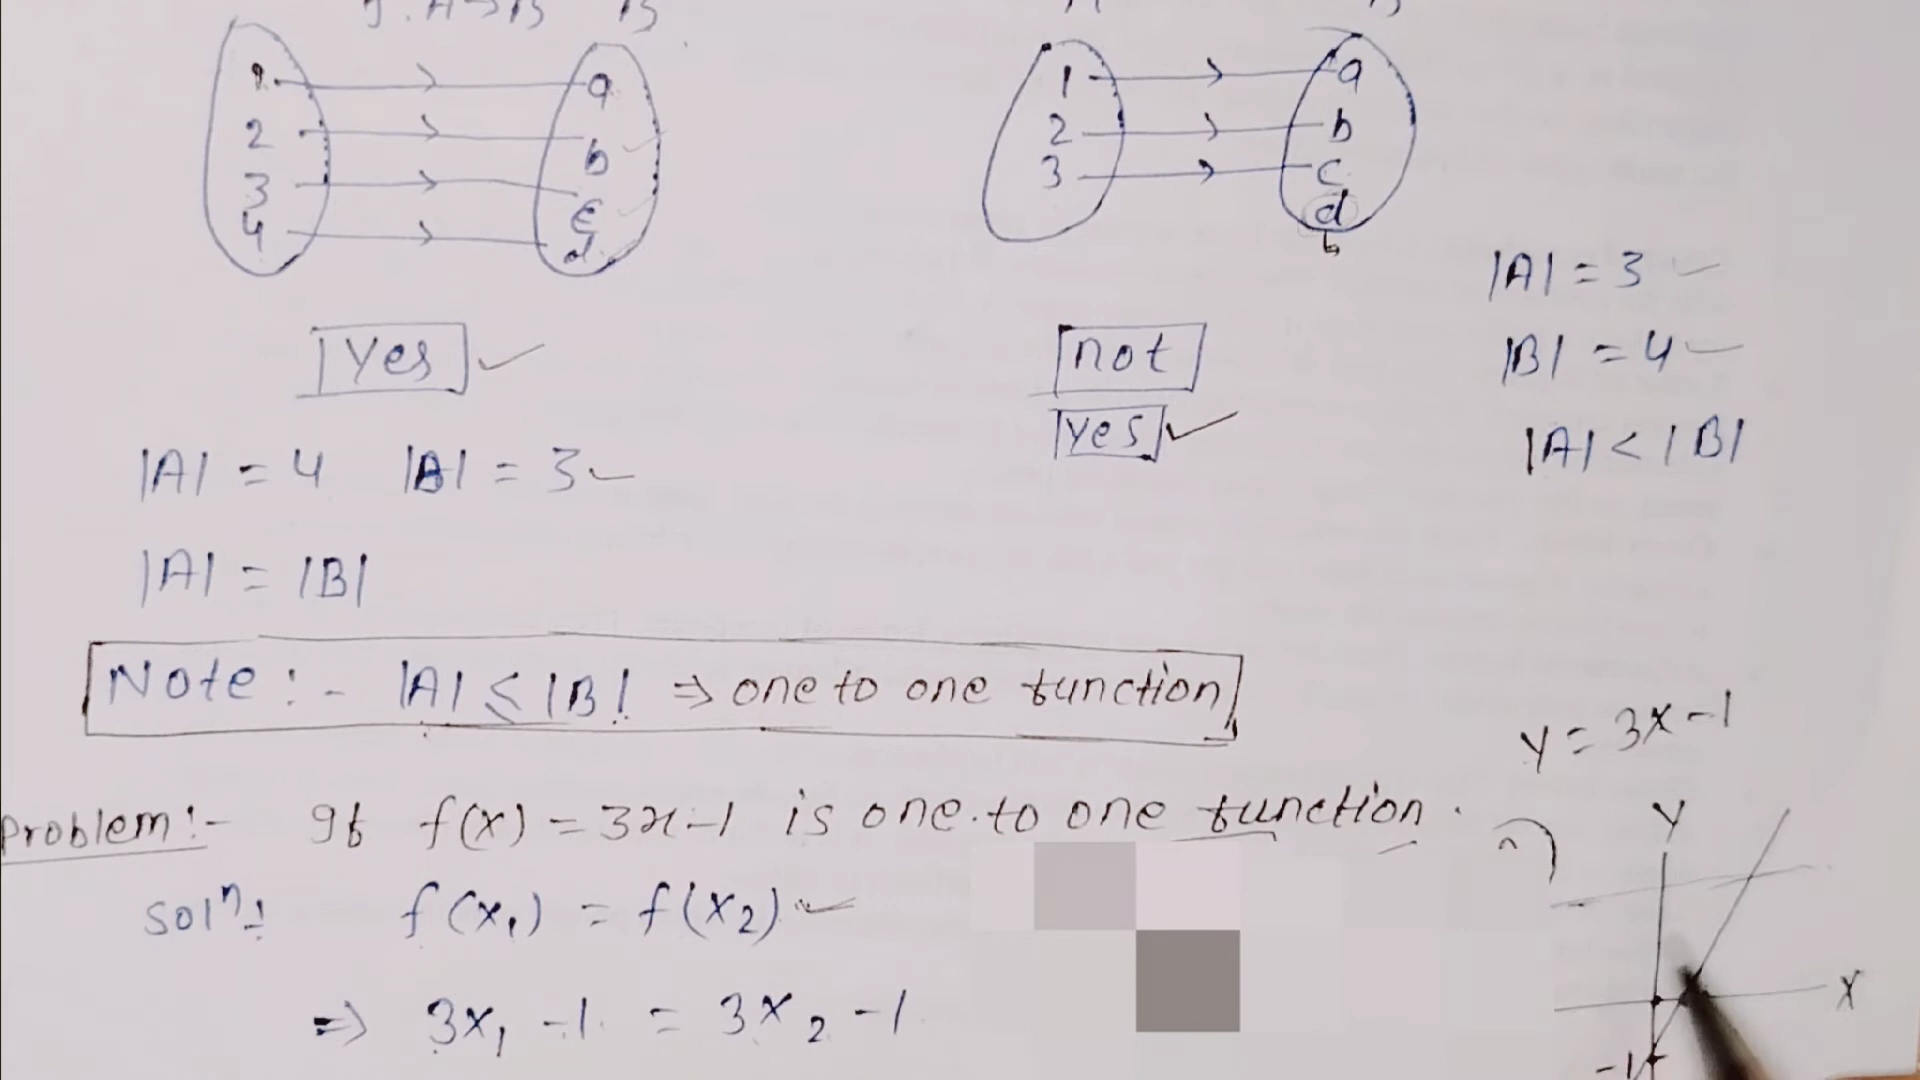 f: A→B B
A B
1 a
2 b
3 c
4 d
1 a
2 b
3 c
d
b
Yes
not
yes
|A| = 3
|B| = 4
|A| < |B|
|A| = 4 |B| = 3
|A| = |B|
Note :- |A| ≤ |B| ⇒ one to one function
y = 3x-1
Problem:- If f(x) = 3x-1 is one to one function.
Solⁿ: f(x₁) = f(x₂)
⇒ 3x₁ -1 = 3x₂ -1
Y
X
-1